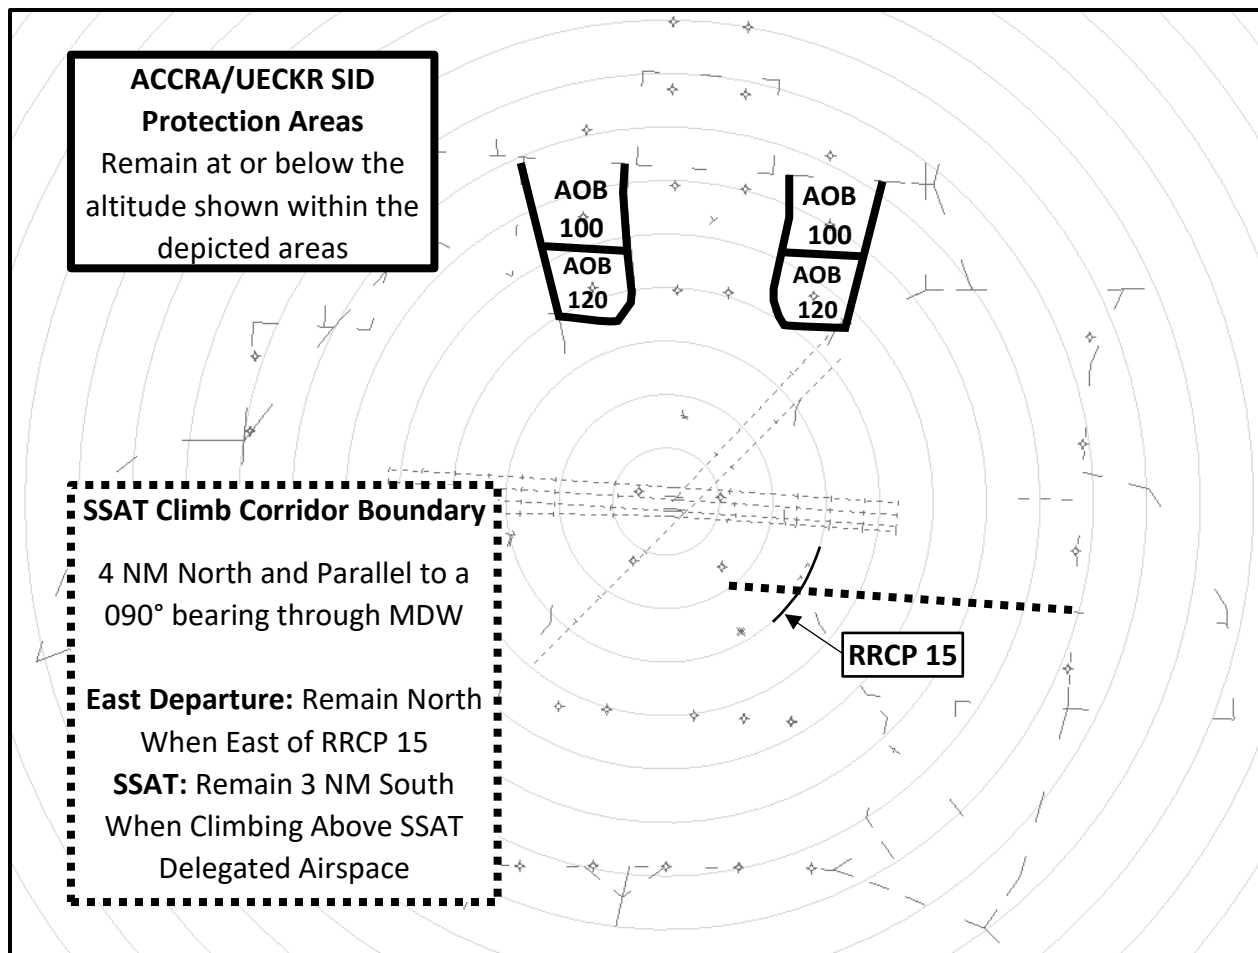 ACCRA/UECKR SID
Protection Areas
Remain at or below the
altitude shown within the
depicted areas
AOB
100
AOB
120
AOB
100
AOB
120
SSAT Climb Corridor Boundary
4 NM North and Parallel to a
090° bearing through MDW
East Departure: Remain North
When East of RRCP 15
SSAT: Remain 3 NM South
When Climbing Above SSAT
Delegated Airspace
RRCP 15